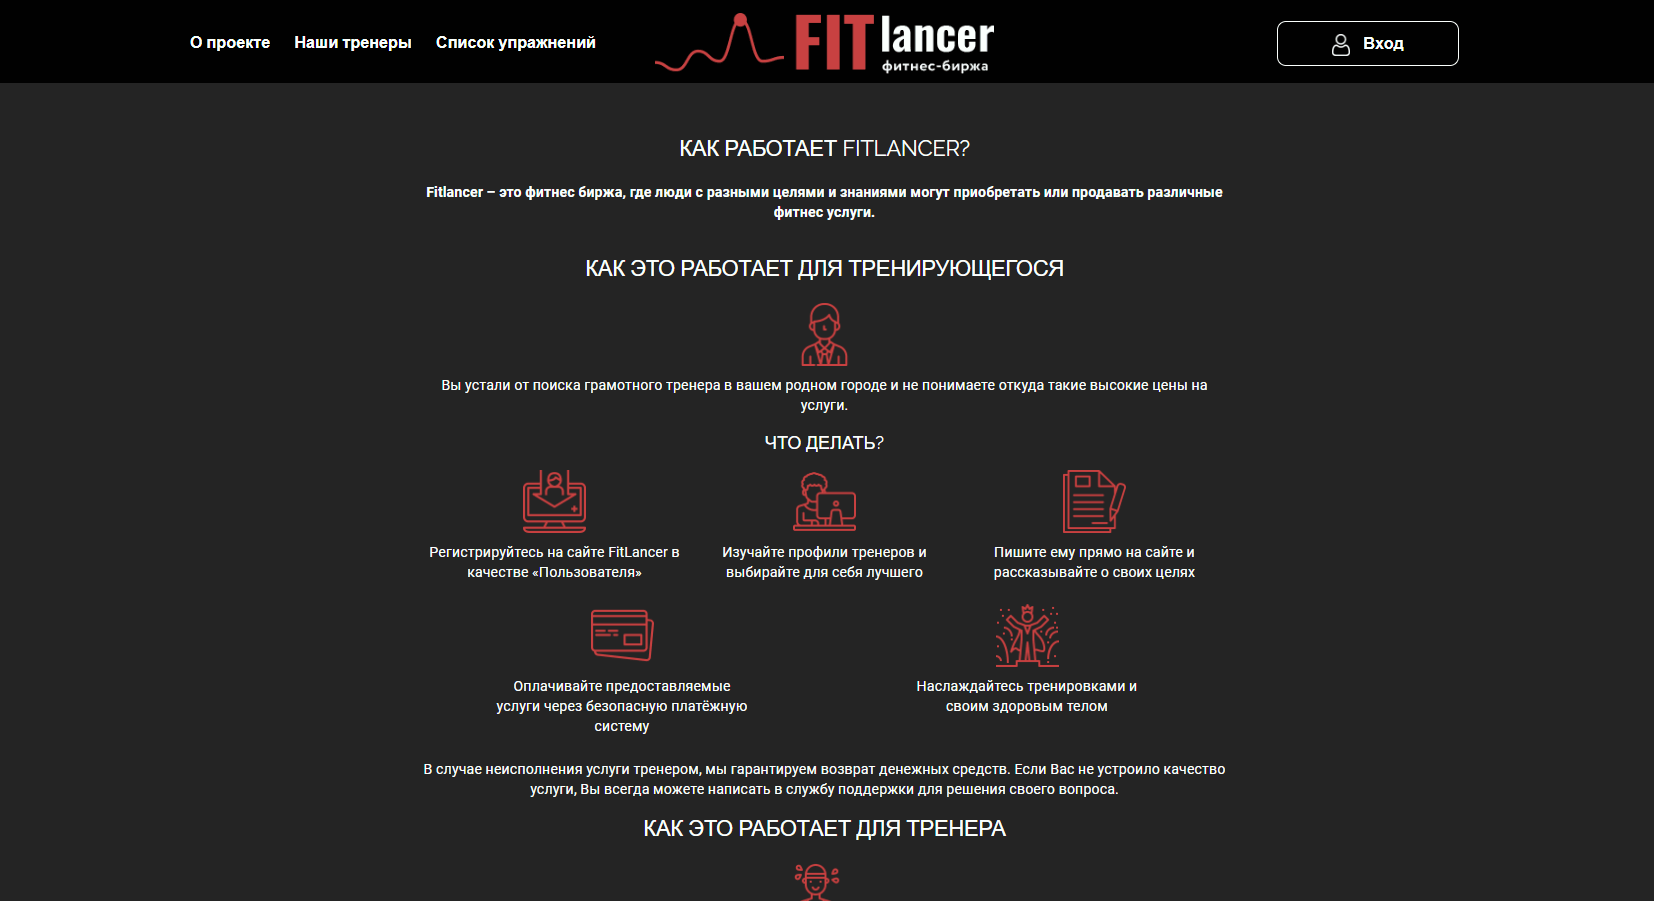 О проекте Наши тренеры Список упражнений
FITlancer
фитнес-биржа
Вход
КАК РАБОТАЕТ FITLANCER?
Fitlancer – это фитнес биржа, где люди с разными целями и знаниями могут приобретать или продавать различные
фитнес услуги.
КАК ЭТО РАБОТАЕТ ДЛЯ ТРЕНИРУЮЩЕГОСЯ
Вы устали от поиска грамотного тренера в вашем родном городе и не понимаете откуда такие высокие цены на
услуги.
ЧТО ДЕЛАТЬ?
Регистрируйтесь на сайте FitLancer в
качестве «Пользователя»
Изучайте профили тренеров и
выбирайте для себя лучшего
Пишите ему прямо на сайте и
рассказывайте о своих целях
Оплачивайте предоставляемые
услуги через безопасную платёжную
систему
Наслаждайтесь тренировками и
своим здоровым телом
В случае неисполнения услуги тренером, мы гарантируем возврат денежных средств. Если Вас не устроило качество
услуги, Вы всегда можете написать в службу поддержки для решения своего вопроса.
КАК ЭТО РАБОТАЕТ ДЛЯ ТРЕНЕРА